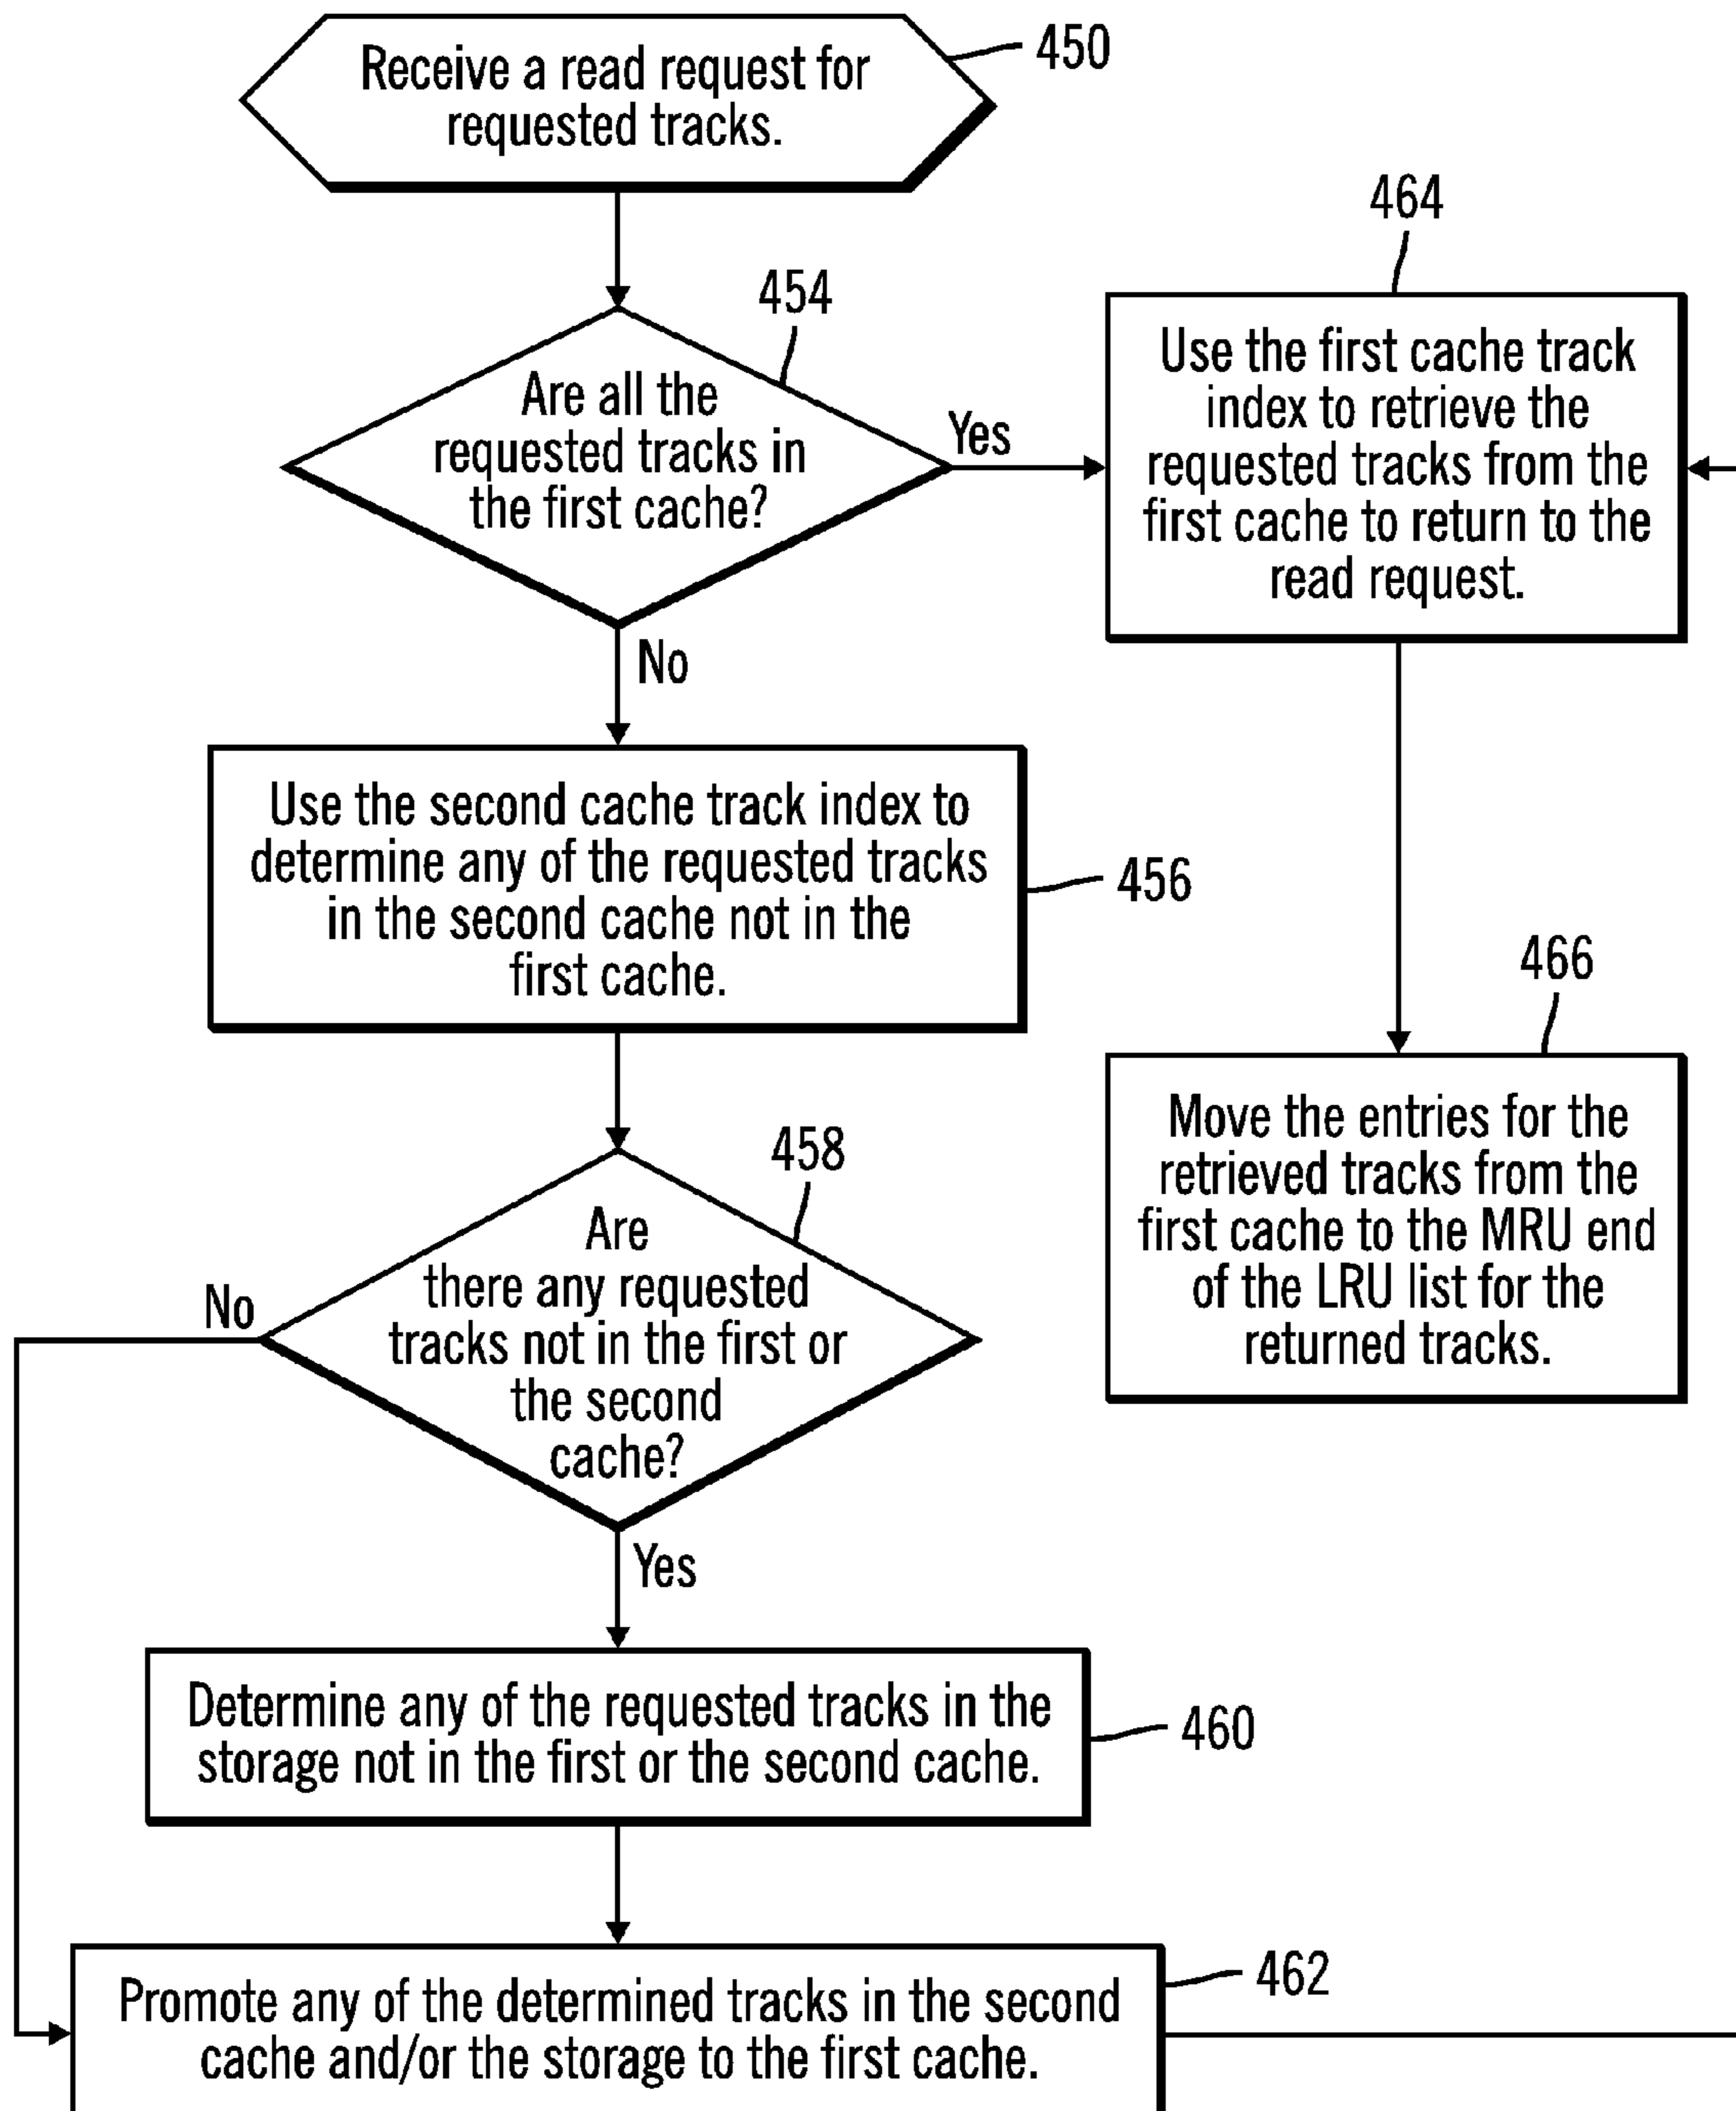 Receive a read request for
requested tracks.
450
454
Are all the
requested tracks in
the first cache?
Yes
No
464
Use the first cache track
index to retrieve the
requested tracks from the
first cache to return to the
read request.
Use the second cache track index to
determine any of the requested tracks
in the second cache not in the
first cache.
456
466
Move the entries for the
retrieved tracks from the
first cache to the MRU end
of the LRU list for the
returned tracks.
458
Are
there any requested
tracks not in the first or
the second
cache?
No
Yes
Determine any of the requested tracks in the
storage not in the first or the second cache.
460
Promote any of the determined tracks in the second
cache and/or the storage to the first cache.
462